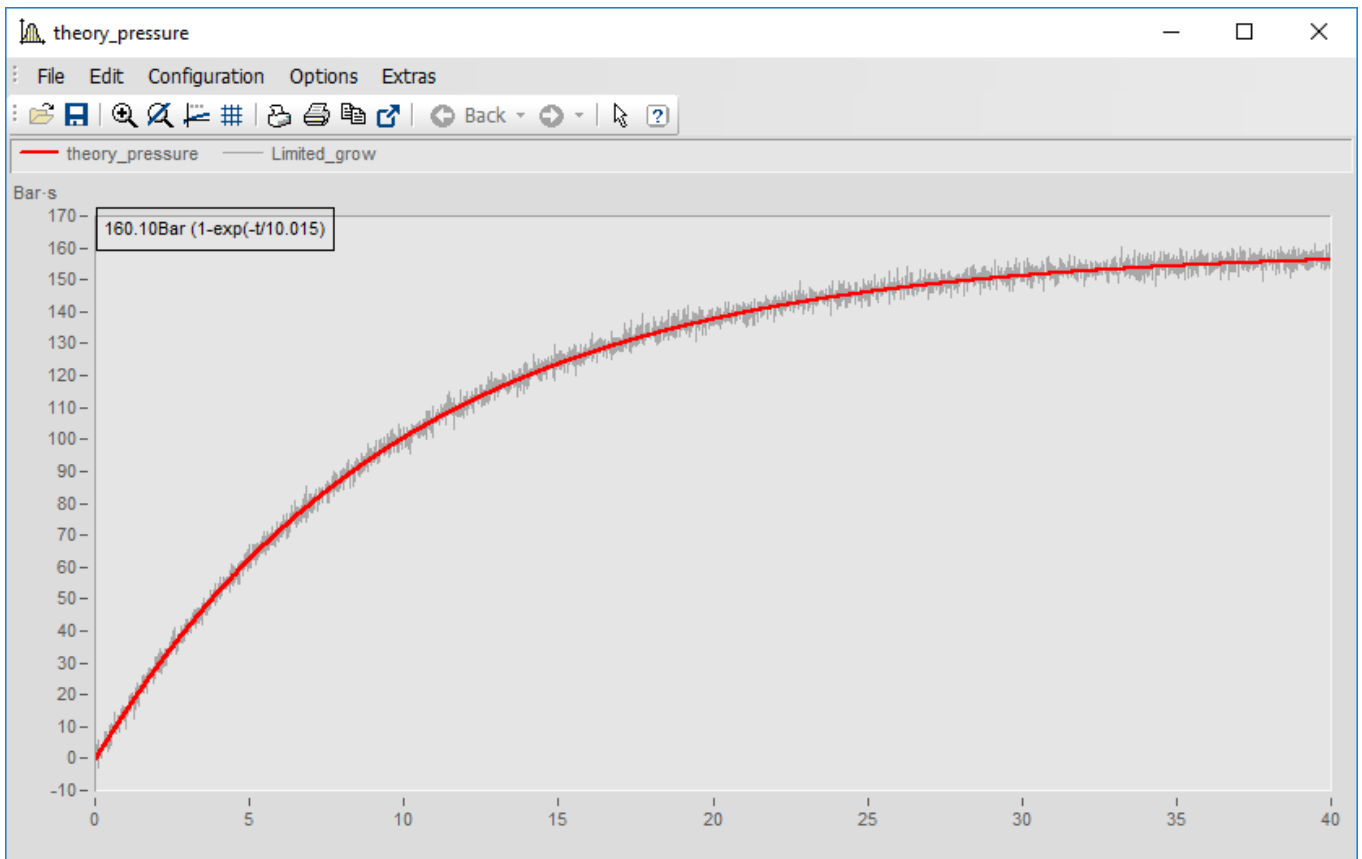 theory_pressure
File Edit Configuration Options Extras
Back
theory_pressure Limited_grow
Bar·s
160.10Bar (1-exp(-t/10.015)
170
160
150
140
130
120
110
100
90
80
70
60
50
40
30
20
10
0
-10
0 5 10 15 20 25 30 35 40